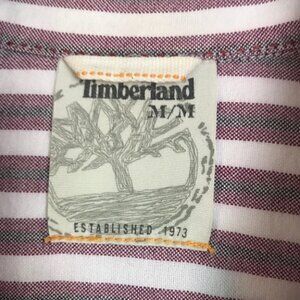 Timberland
M/M
ESTABLISHED 1973